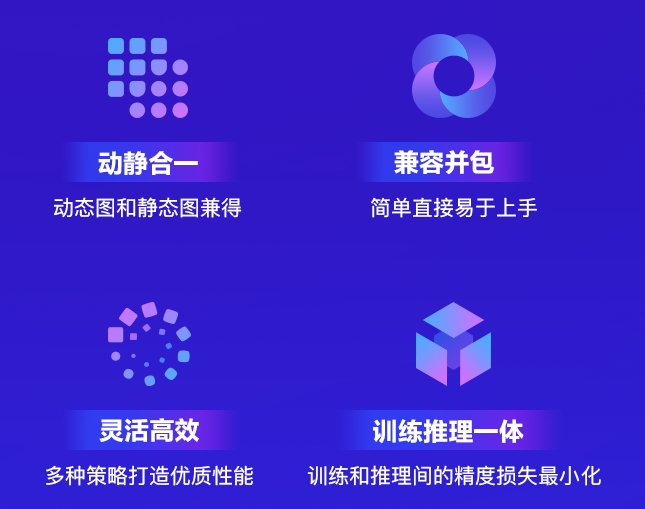 动静合一
动态图和静态图兼得
兼容并包
简单直接易于上手
灵活高效
多种策略打造优质性能
训练推理一体
训练和推理间的精度损失最小化